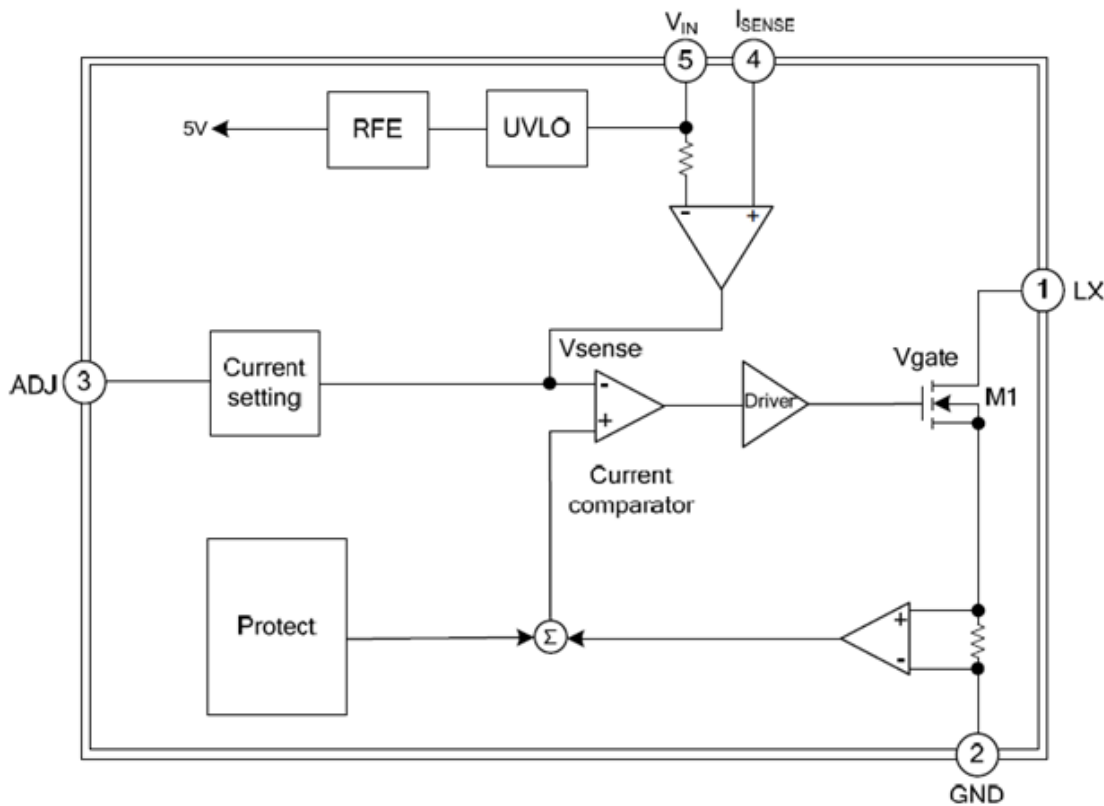 VIN ISENSE
5 4
5V RFE UVLO
- +
1 LX
Vsense
Vgate
ADJ 3 Current setting
-
+
Driver
M1
Current
comparator
Protect
Σ
+
-
2
GND